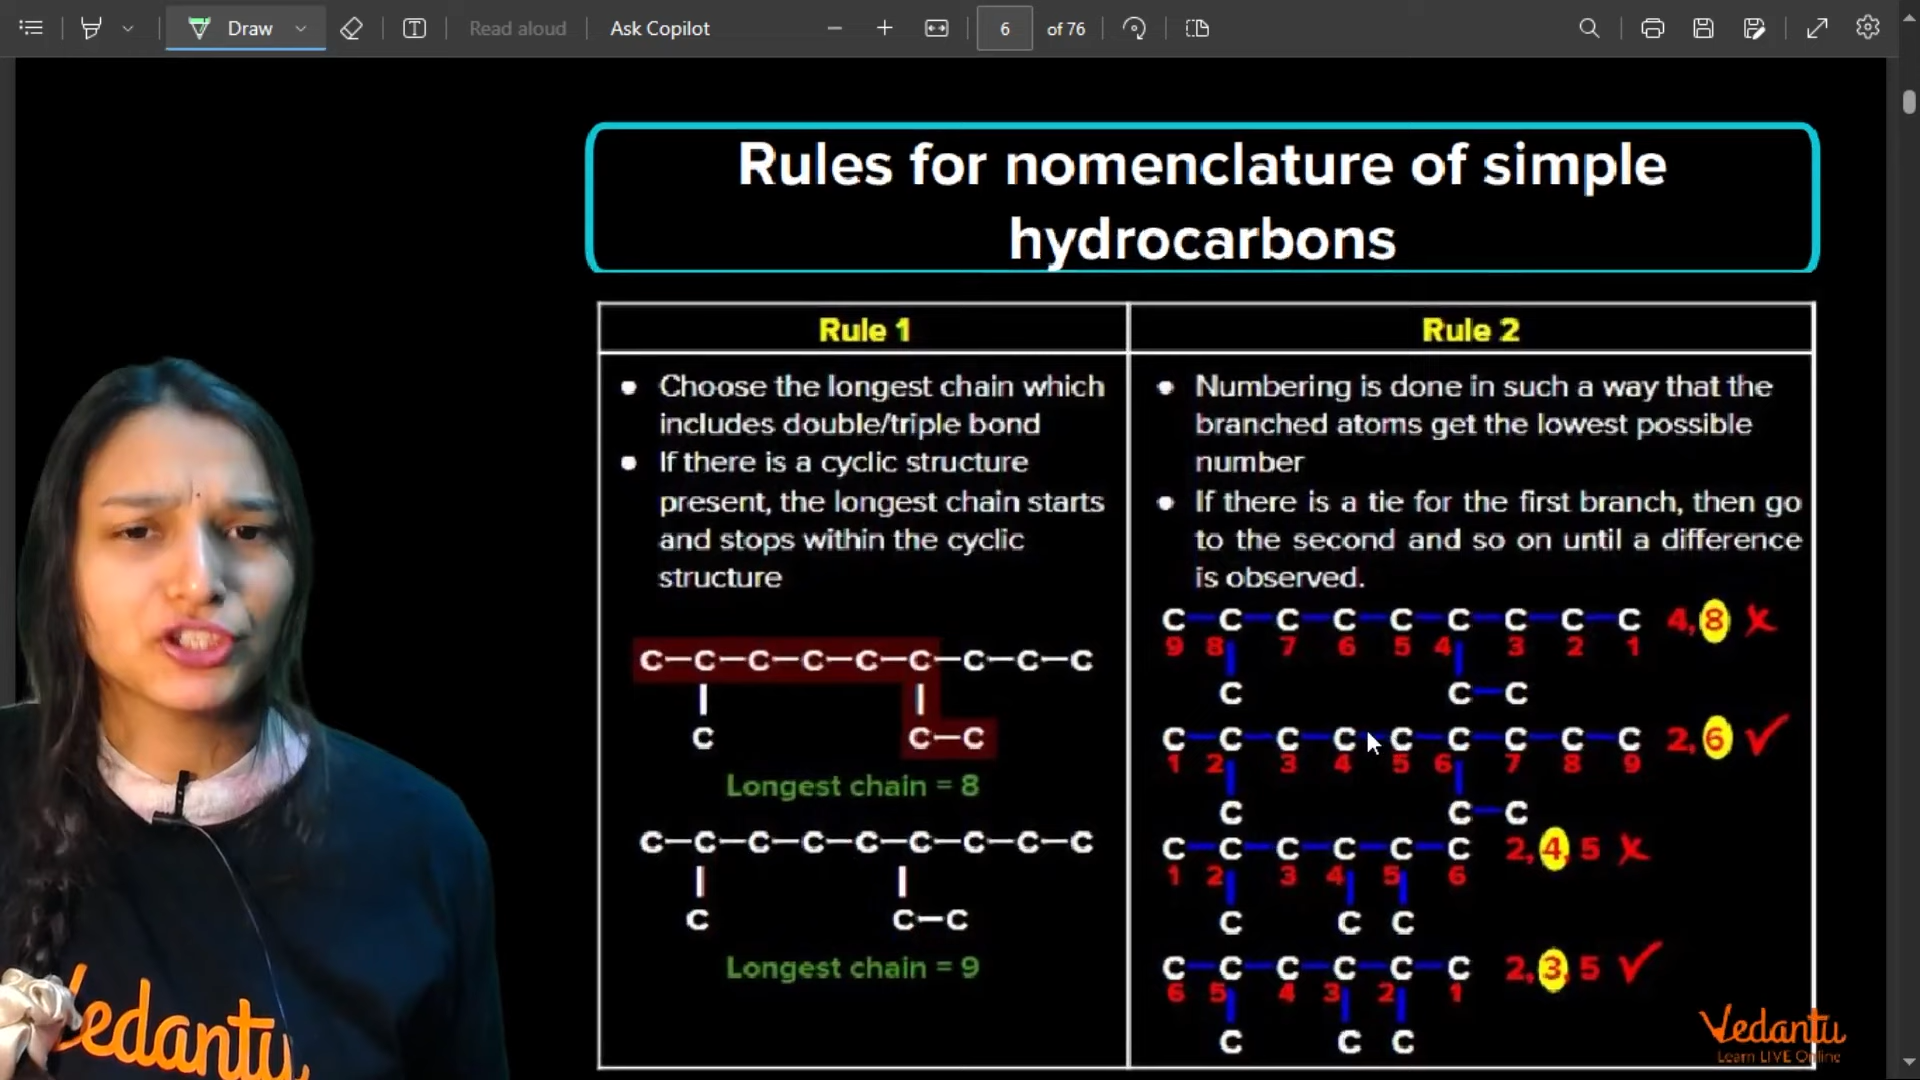 Draw
Read aloud
Ask Copilot
6
of 76
Rules for nomenclature of simple
hydrocarbons
Rule 1
Choose the longest chain which
includes double/triple bond
If there is a cyclic structure
present, the longest chain starts
and stops within the cyclic
structure
C–C–C–C–C–C–C–C–C
C C–C
Longest chain = 8
C–C–C–C–C–C–C–C–C
C C–C
Longest chain = 9
Rule 2
Numbering is done in such a way that the
branched atoms get the lowest possible
number
If there is a tie for the first branch, then go
to the second and so on until a difference
is observed.
C–C–C–C–C–C–C–C–C 4, 8 ✗
9 8 7 6 5 4 3 2 1
C C–C
C–C–C–C–C–C–C–C–C 2, 6 ✓
1 2 3 4 5 6 7 8 9
C C–C
C–C–C–C–C–C 2, 4, 5 ✗
1 2 3 4 5 6
C C C
C–C–C–C–C–C 2, 3, 5 ✓
6 5 4 3 2 1
C C C
Vedantu
Learn LIVE Online
Vedantu